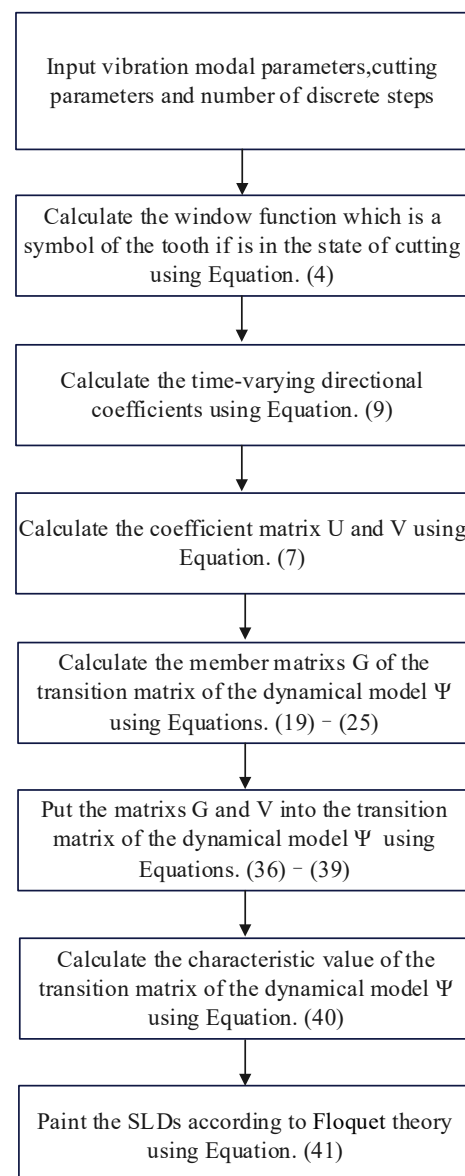 Input vibration modal parameters,cutting
parameters and number of discrete steps
Calculate the window function which is a
symbol of the tooth if is in the state of cutting
using Equation. (4)
Calculate the time-varying directional
coefficients using Equation. (9)
Calculate the coefficient matrix U and V using
Equation. (7)
Calculate the member matrixs G of the
transition matrix of the dynamical model Ψ
using Equations. (19) – (25)
Put the matrixs G and V into the transition
matrix of the dynamical model Ψ using
Equations. (36) – (39)
Calculate the characteristic value of the
transition matrix of the dynamical model Ψ
using Equation. (40)
Paint the SLDs according to Floquet theory
using Equation. (41)